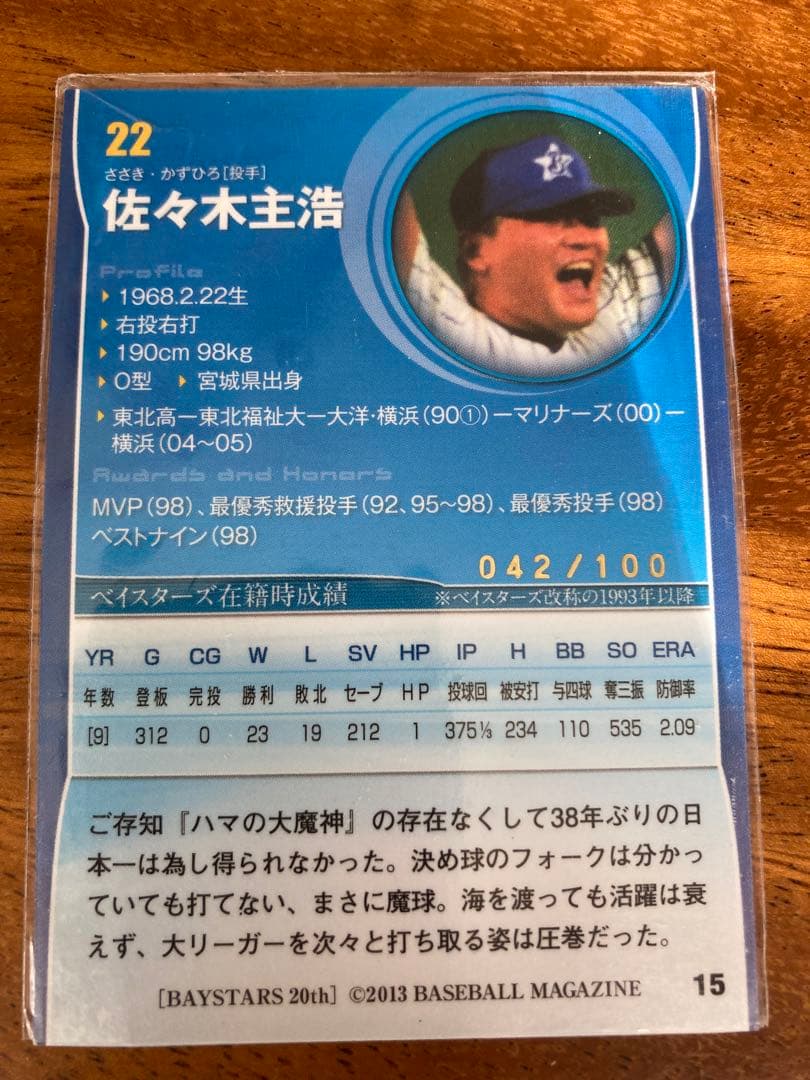 22
ささき・かずひろ[投手]
佐々木主浩
Profile
1968.2.22生
右投右打
190cm 98kg
O型 宮城県出身
東北高ー東北福祉大ー大洋・横浜(90①)ーマリナーズ(00)ー
横浜(04〜05)
Awards and Honors
MVP(98)、最優秀救援投手(92、95〜98)、最優秀投手(98)
ベストナイン(98)
042/100
ベイスターズ在籍時成績 ※ベイスターズ改称の1993年以降
YR G CG W L SV HP IP H BB SO ERA
年数 登板 完投 勝利 敗北 セーブ HP 投球回 被安打 与四球 奪三振 防御率
[9] 312 0 23 19 212 1 375⅓ 234 110 535 2.09
ご存知『ハマの大魔神』の存在なくして38年ぶりの日
本一は為し得られなかった。決め球のフォークは分かっ
ていても打てない、まさに魔球。海を渡っても活躍は衰
えず、大リーガーを次々と打ち取る姿は圧巻だった。
[BAYSTARS 20th] ©2013 BASEBALL MAGAZINE 15